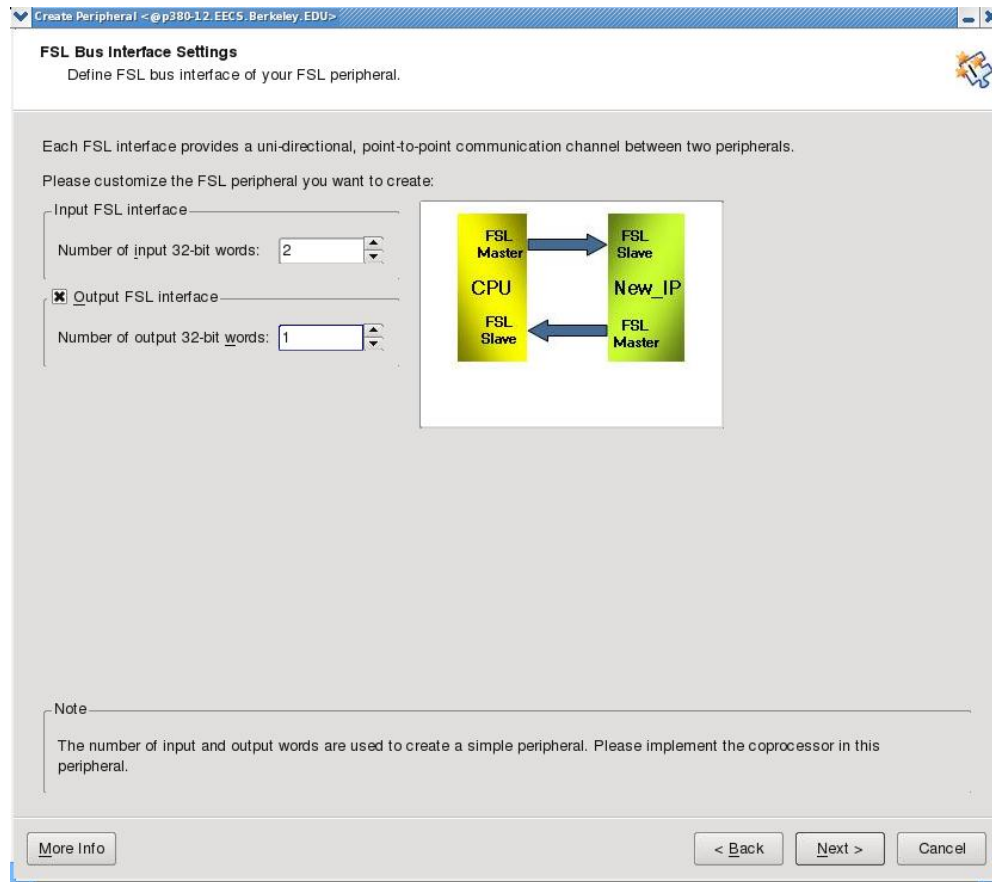 Create Peripheral <@p380-12.EECS.Berkeley.EDU>
FSL Bus Interface Settings
Define FSL bus interface of your FSL peripheral.
Each FSL interface provides a uni-directional, point-to-point communication channel between two peripherals.
Please customize the FSL peripheral you want to create:
Input FSL interface
Number of input 32-bit words: 2
Output FSL interface
Number of output 32-bit words: 1
FSL Master
FSL Slave
CPU
New_IP
FSL Slave
FSL Master
Note
The number of input and output words are used to create a simple peripheral. Please implement the coprocessor in this
peripheral.
More Info
< Back
Next >
Cancel